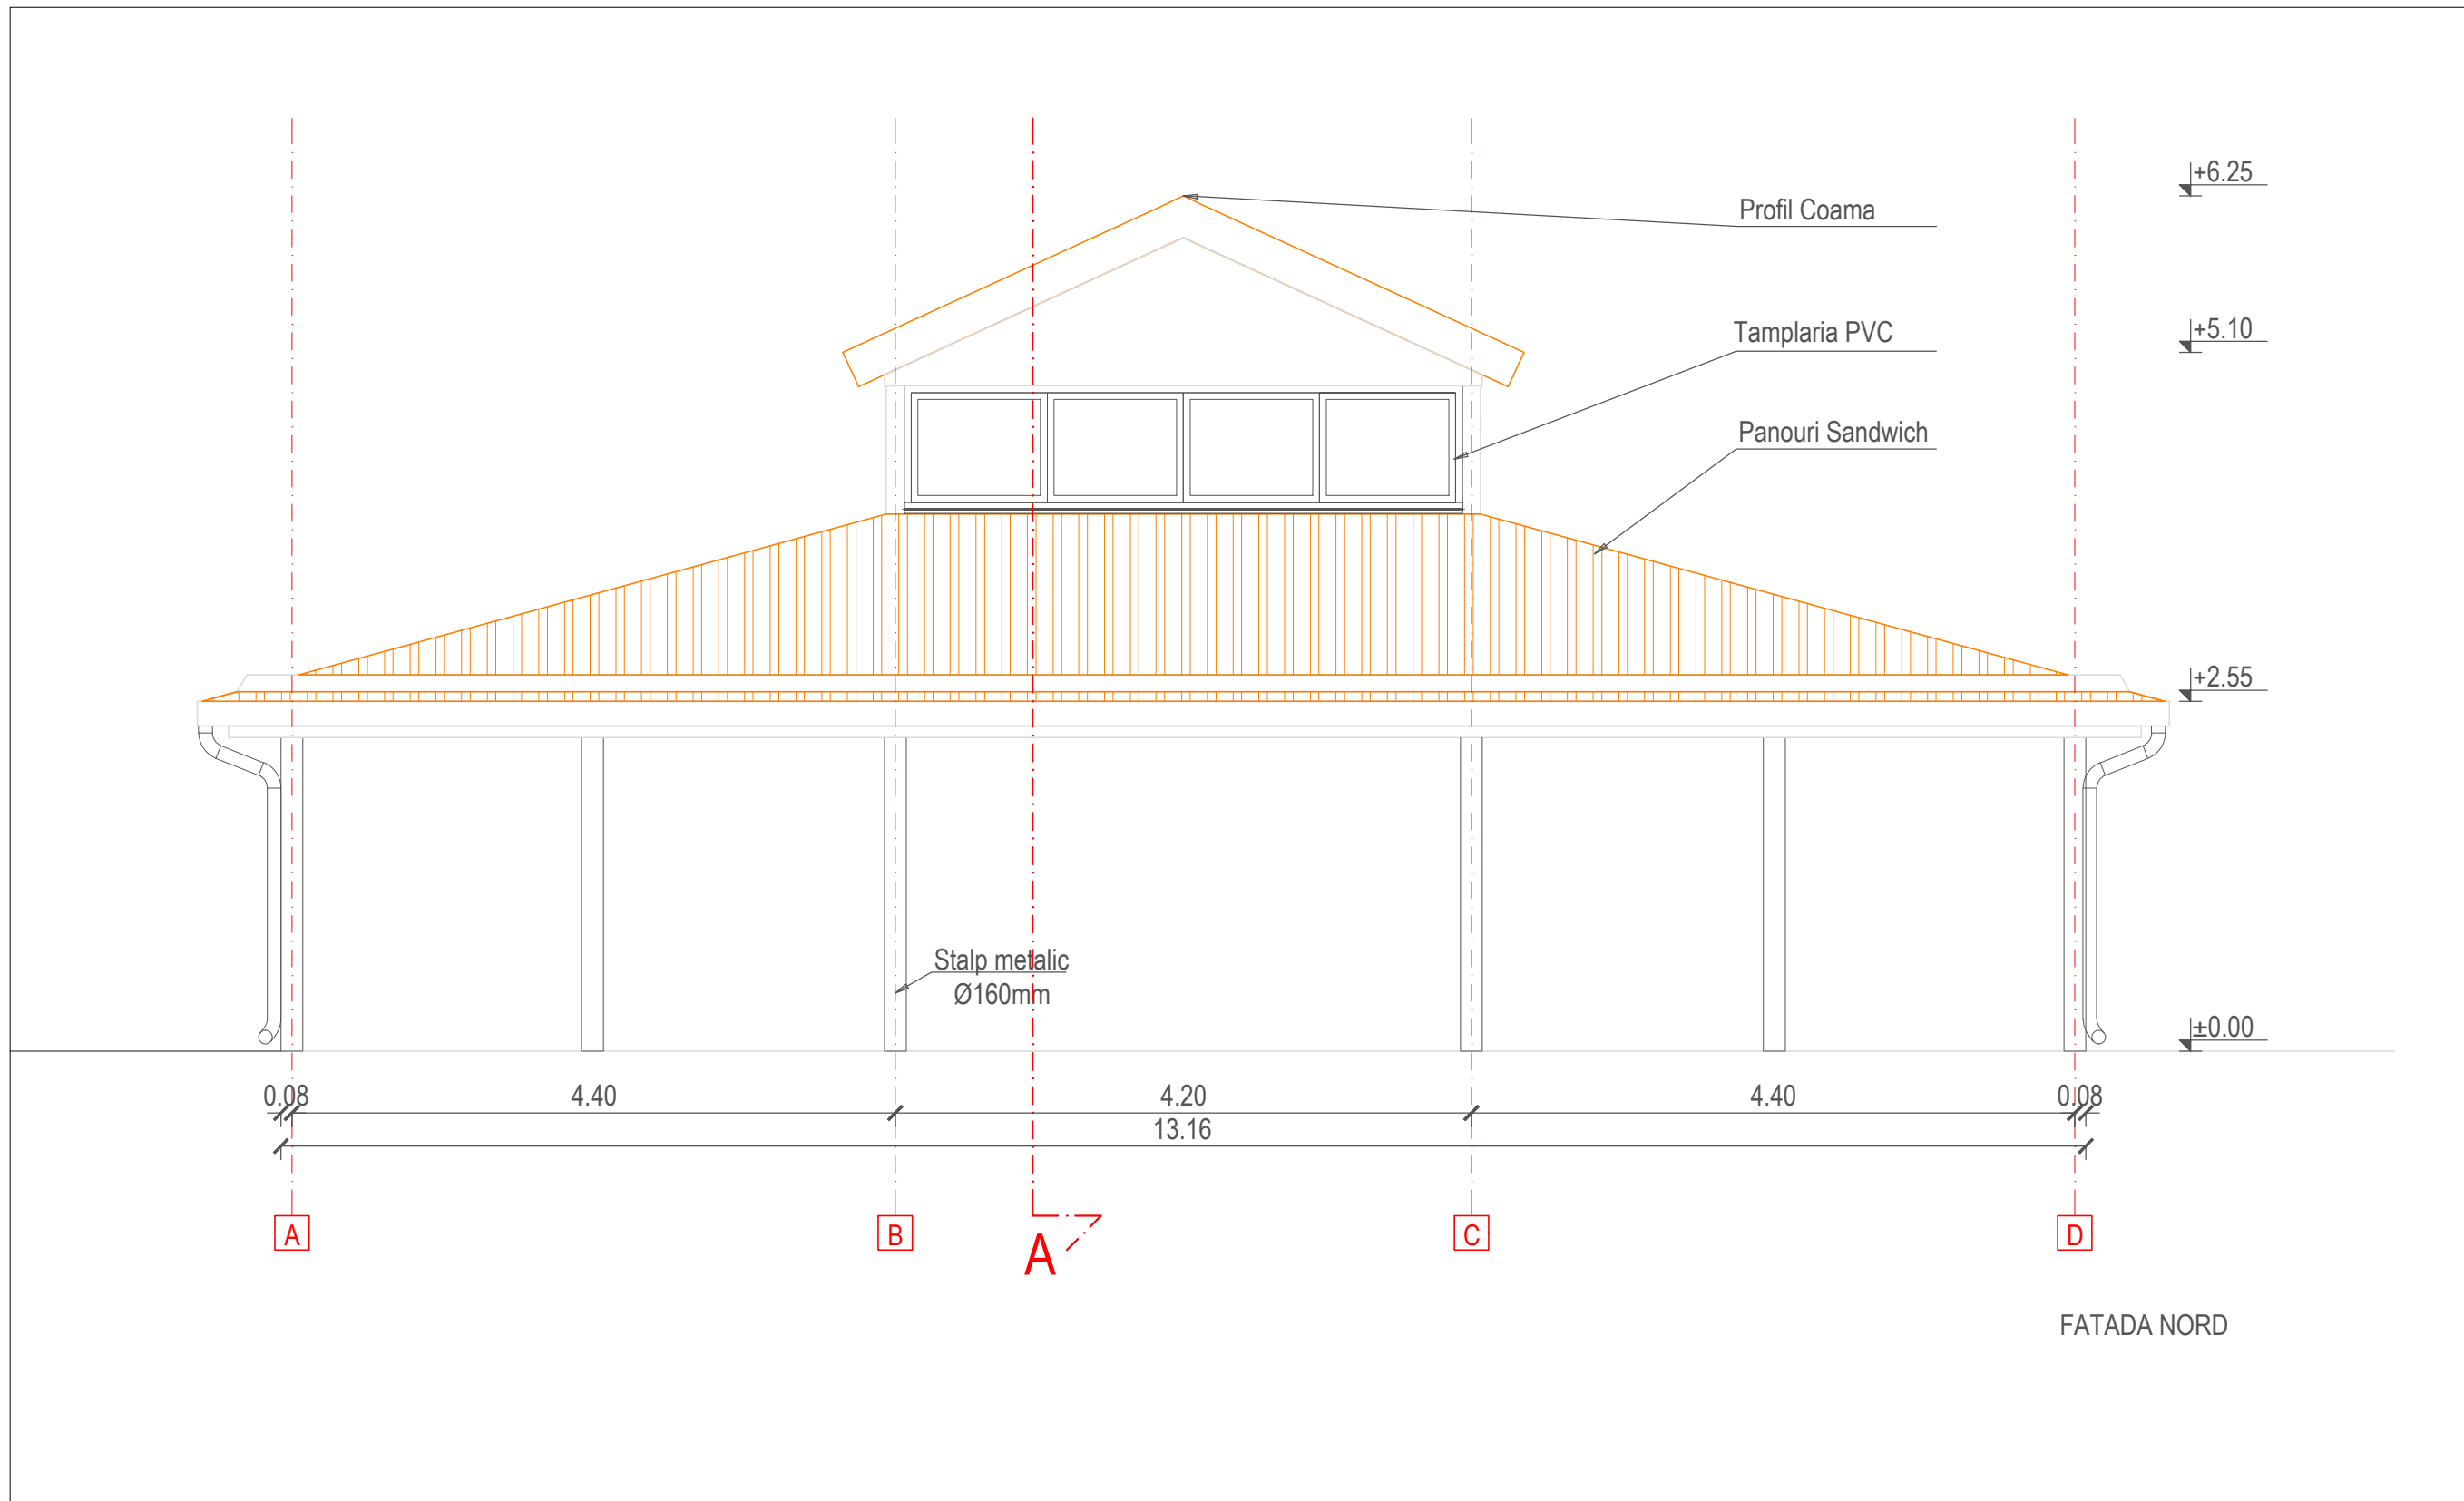 +6.25
Profil Coama
+5.10
Tamplaria PVC
Panouri Sandwich
+2.55
Stalp metalic
Ø160mm
±0.00
0.08 4.40 4.20 4.40 0.08
13.16
A B A C D
FATADA NORD